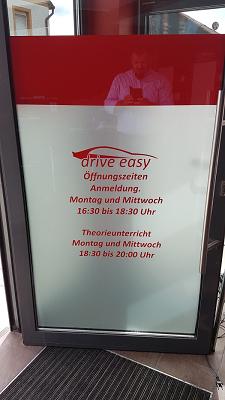 drive easy
Öffnungszeiten
Anmeldung.
Montag und Mittwoch
16:30 bis 18:30 Uhr
Theorieunterricht
Montag und Mittwoch
18:30 bis 20:00 Uhr